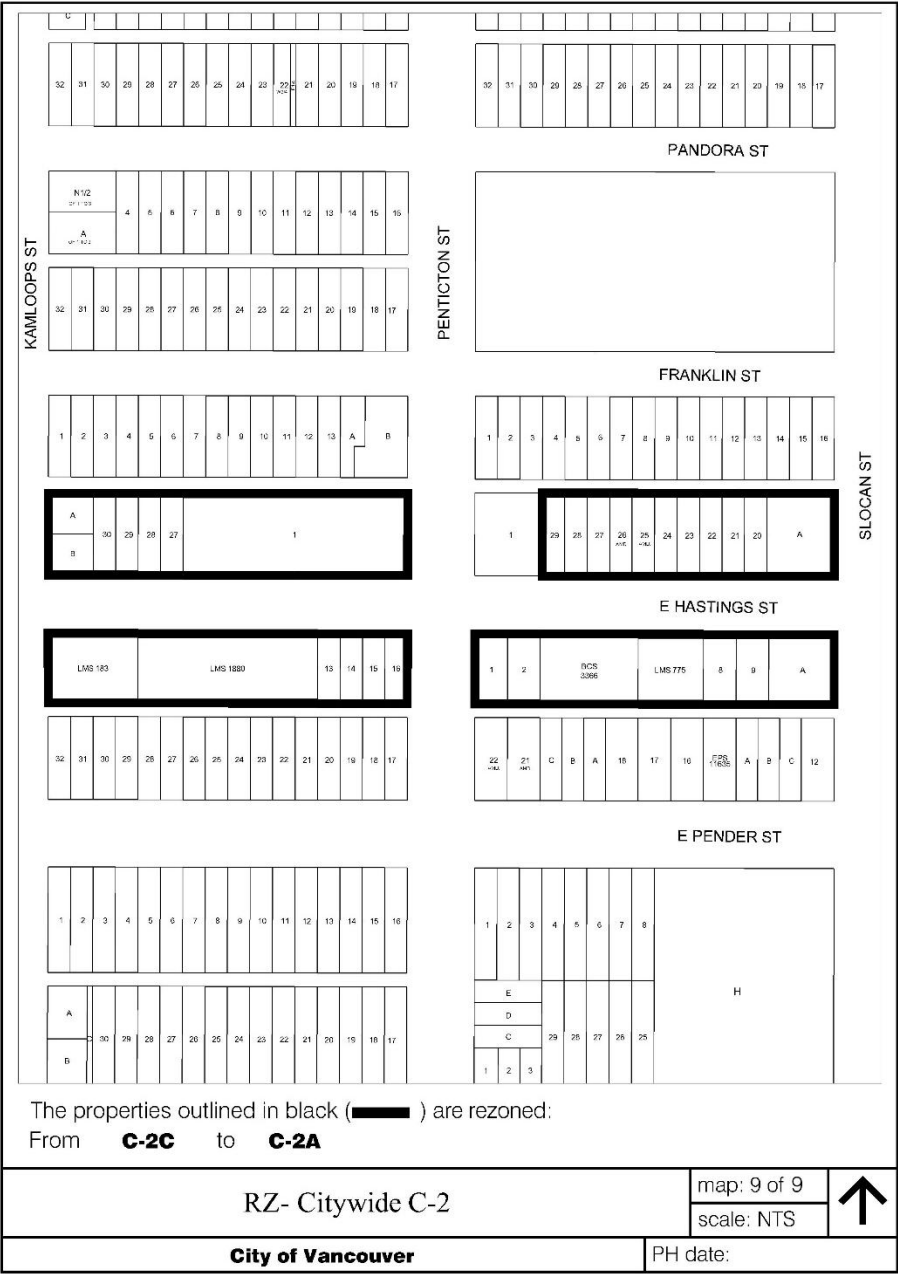 C
32 31 30 29 28 27 26 25 24 23 22 21 20 19 18 17
32 31 30 29 28 27 26 25 24 23 22 21 20 19 18 17
PANDORA ST
N1/2
A
4 5 6 7 8 9 10 11 12 13 14 15 16
KAMLOOPS ST
PENTICTON ST
32 31 30 29 28 27 26 25 24 23 22 21 20 19 18 17
FRANKLIN ST
1 2 3 4 5 6 7 8 9 10 11 12 13 A B
1 2 3 4 5 6 7 8 9 10 11 12 13 14 15 16
SLOCAN ST
A
B
30 29 28 27 1
1 29 28 27 26 25 24 23 22 21 20 A
E HASTINGS ST
LMS 183 LMS 1880 13 14 15 16
1 2 BCS 3366 LMS 775 8 9 A
32 31 30 29 28 27 26 25 24 23 22 21 20 19 18 17
22 21 C B A 18 17 16 EPS 11635 A B C 12
E PENDER ST
1 2 3 4 5 6 7 8 9 10 11 12 13 14 15 16
1 2 3 4 5 6 7 8
H
E
D
C
A
B
30 29 28 27 26 25 24 23 22 21 20 19 18 17
29 28 27 26 25
1 2 3
The properties outlined in black ( ) are rezoned:
From C-2C to C-2A
RZ- Citywide C-2
map: 9 of 9
scale: NTS
City of Vancouver
PH date: